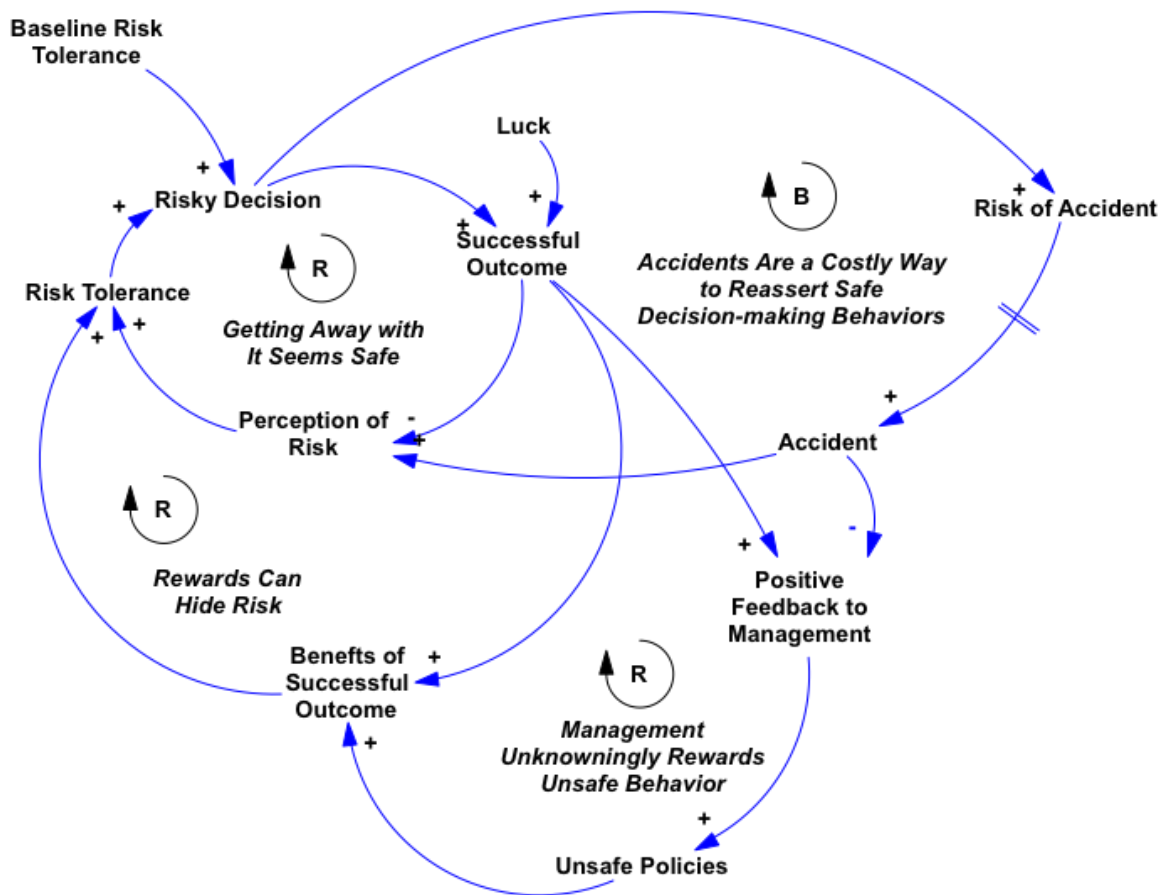 Baseline Risk
Tolerance
Luck
+
+
B
+
Risky Decision
+
+
Risk of Accident
+
Successful
Outcome
R
Accidents Are a Costly Way
to Reassert Safe
Decision-making Behaviors
Risk Tolerance
+
+
Getting Away with
It Seems Safe
+
Perception of
Risk
-
+
Accident
R
-
+
Rewards Can
Hide Risk
Positive
Feedback to
Management
Benefts of
Successful
Outcome
+
R
+
Management
Unknowningly Rewards
Unsafe Behavior
+
Unsafe Policies